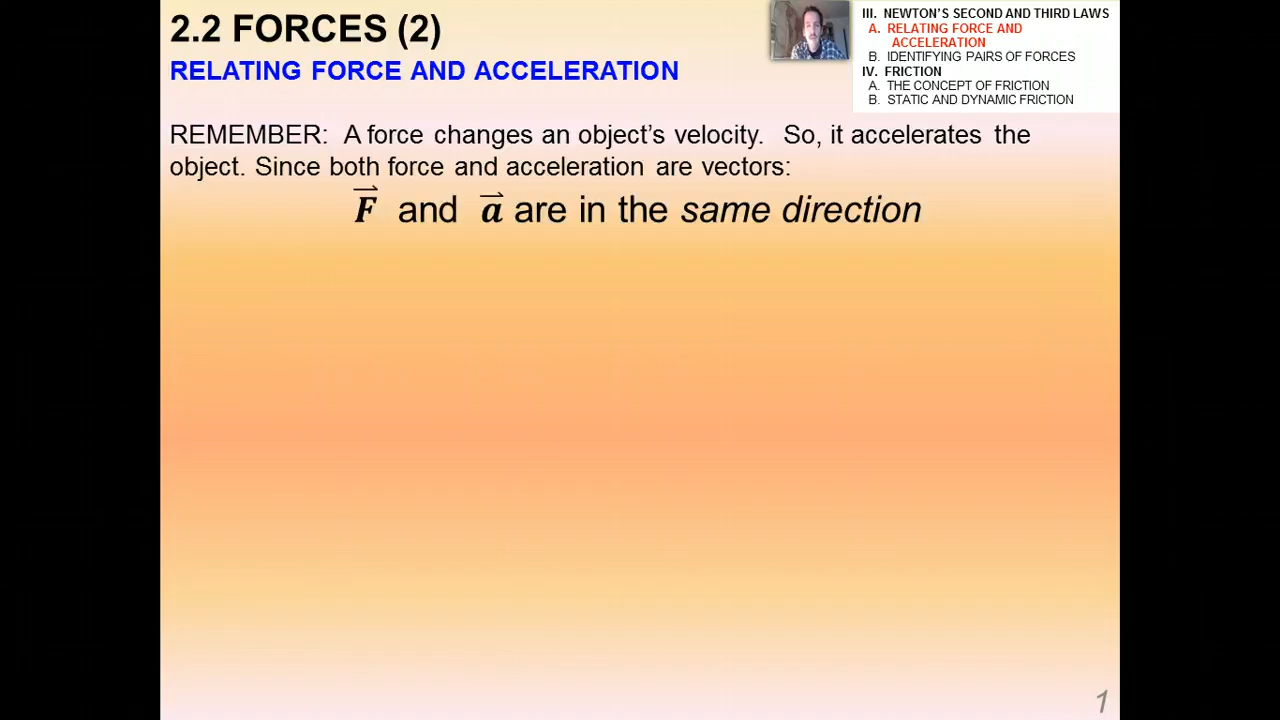 2.2 FORCES (2)
RELATING FORCE AND ACCELERATION
III. NEWTON'S SECOND AND THIRD LAWS
A. RELATING FORCE AND
ACCELERATION
B. IDENTIFYING PAIRS OF FORCES
IV. FRICTION
A. THE CONCEPT OF FRICTION
B. STATIC AND DYNAMIC FRICTION
REMEMBER: A force changes an object's velocity. So, it accelerates the
object. Since both force and acceleration are vectors:
F⃗ and a⃗ are in the same direction
1